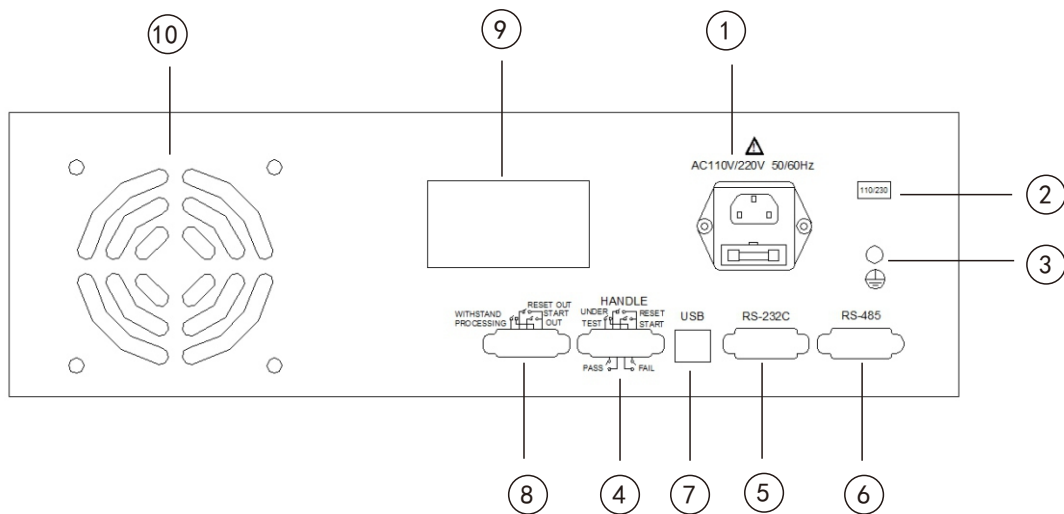 10
9
1
AC110V/220V 50/60Hz
110/230
2
3
WITHSTAND
PROCESSING
RESET OUT
START
OUT
HANDLE
UNDER
TEST
RESET
START
PASS
FAIL
USB
RS-232C
RS-485
8
4
7
5
6